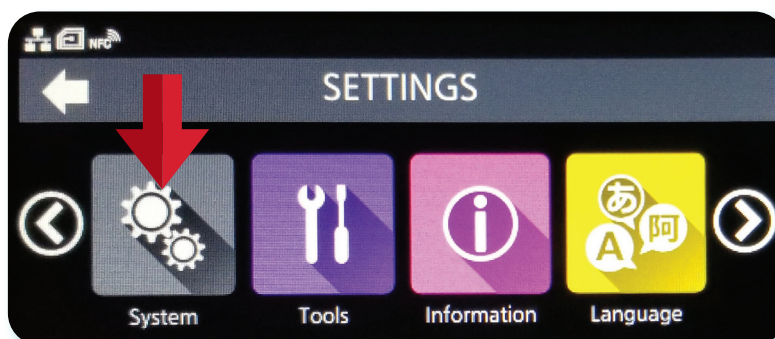 NFC
SETTINGS
あ
A 阿
System Tools Information Language